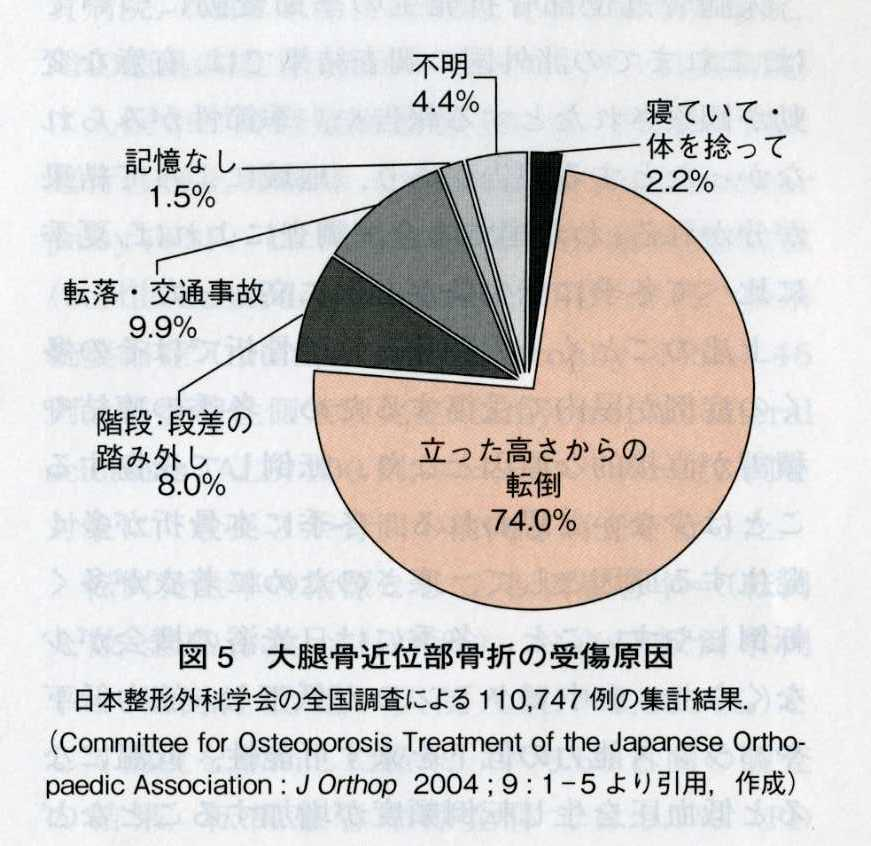 不明
4.4%
寝ていて・
体を捻って
2.2%
記憶なし
1.5%
転落・交通事故
9.9%
階段・段差の
踏み外し
8.0%
立った高さからの
転倒
74.0%
図5 大腿骨近位部骨折の受傷原因
日本整形外科学会の全国調査による110,747例の集計結果.
(Committee for Osteoporosis Treatment of the Japanese Ortho-
paedic Association : J Orthop 2004 ; 9 : 1-5 より引用,作成)